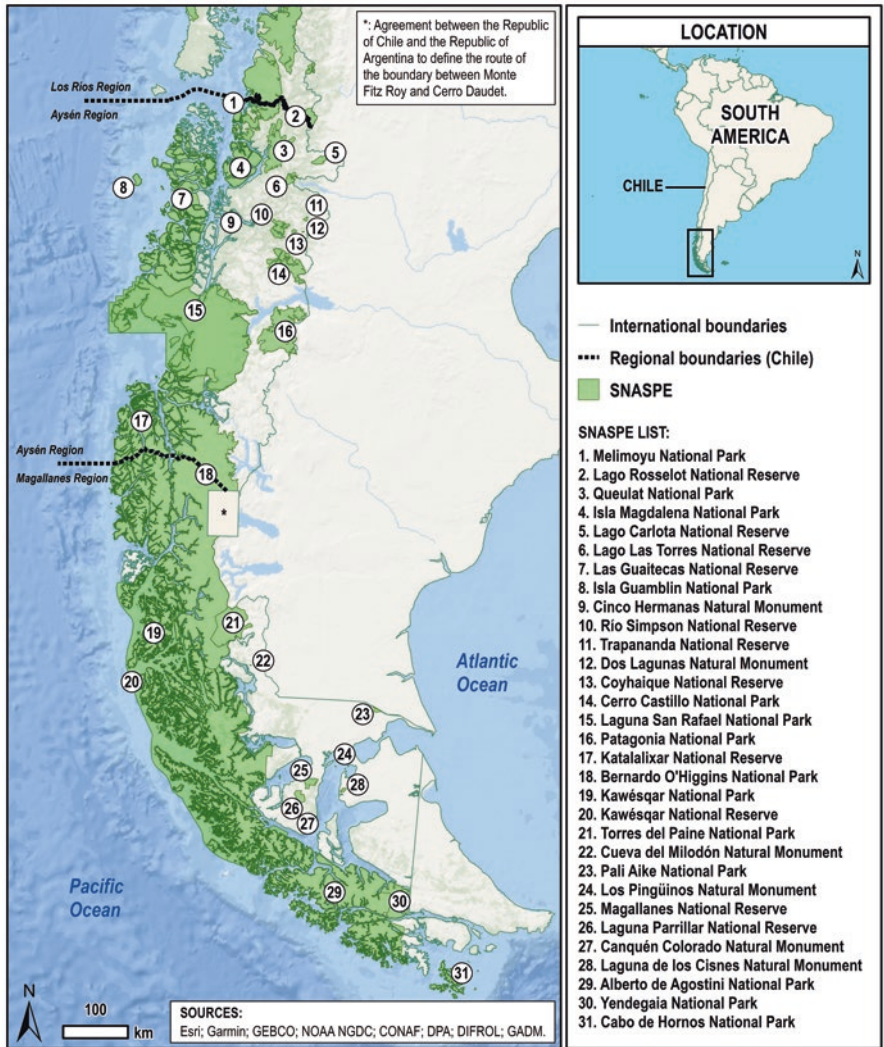 *: Agreement between the Republic
of Chile and the Republic of
Argentina to define the route of
the boundary between Monte
Fitz Roy and Cerro Daudet.
Los Ríos Region
Aysén Region
1
2
3
4
5
6
7
8
9
10
11
12
13
14
15
16
17
Aysén Region
Magallanes Region
18
*
19
20
21
22
23
24
25
26
27
28
29
30
31
Atlantic
Ocean
Pacific
Ocean
N
100
km
SOURCES:
Esri; Garmin; GEBCO; NOAA NGDC; CONAF; DPA; DIFROL; GADM.
LOCATION
SOUTH
AMERICA
CHILE
N
International boundaries
Regional boundaries (Chile)
SNASPE
SNASPE LIST:
1. Melimoyu National Park
2. Lago Rosselot National Reserve
3. Queulat National Park
4. Isla Magdalena National Park
5. Lago Carlota National Reserve
6. Lago Las Torres National Reserve
7. Las Guaitecas National Reserve
8. Isla Guamblin National Park
9. Cinco Hermanas Natural Monument
10. Río Simpson National Reserve
11. Trapananda National Reserve
12. Dos Lagunas Natural Monument
13. Coyhaique National Reserve
14. Cerro Castillo National Park
15. Laguna San Rafael National Park
16. Patagonia National Park
17. Katalalixar National Reserve
18. Bernardo O'Higgins National Park
19. Kawésqar National Park
20. Kawésqar National Reserve
21. Torres del Paine National Park
22. Cueva del Milodón Natural Monument
23. Pali Aike National Park
24. Los Pingüinos Natural Monument
25. Magallanes National Reserve
26. Laguna Parrillar National Reserve
27. Canquén Colorado Natural Monument
28. Laguna de los Cisnes Natural Monument
29. Alberto de Agostini National Park
30. Yendegaia National Park
31. Cabo de Hornos National Park